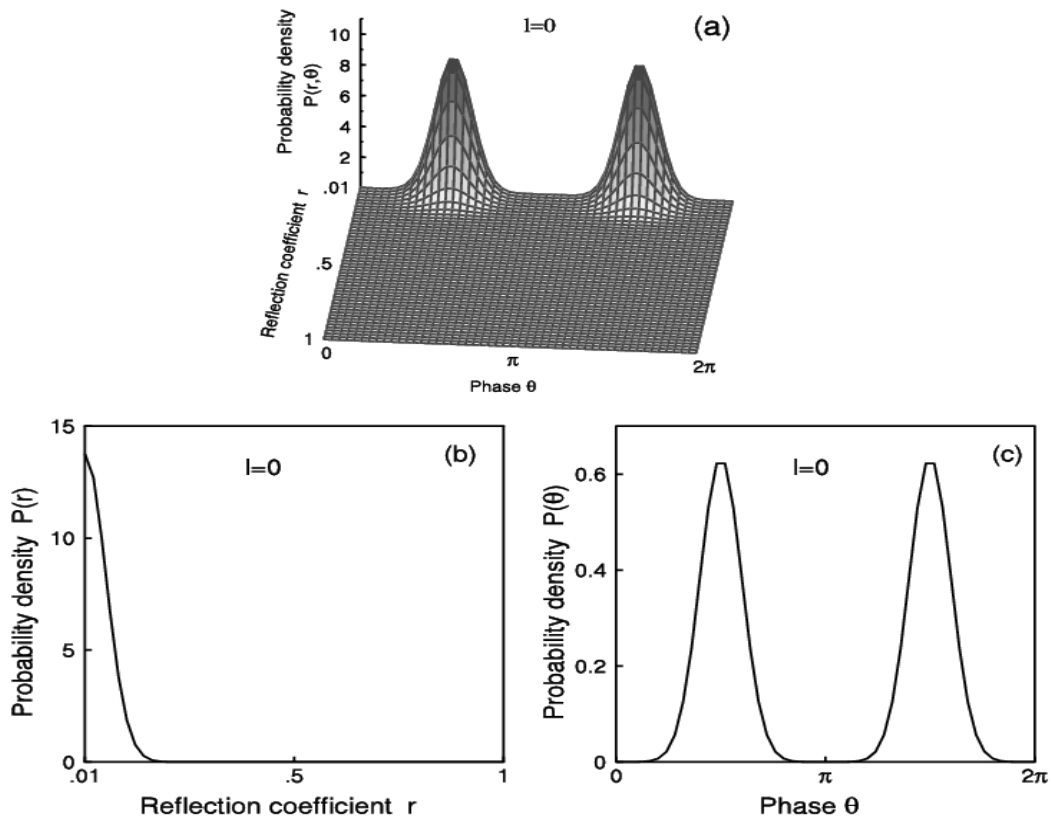 l=0
(a)
Probability density
P(r,θ)
10
8
6
4
2
.01
Reflection coefficient r
.5
1
0
π
2π
Phase θ
15
10
5
0
.01
.5
1
l=0
(b)
Probability density P(r)
Reflection coefficient r
0.6
0.4
0.2
0
0
π
2π
l=0
(c)
Probability density P(θ)
Phase θ